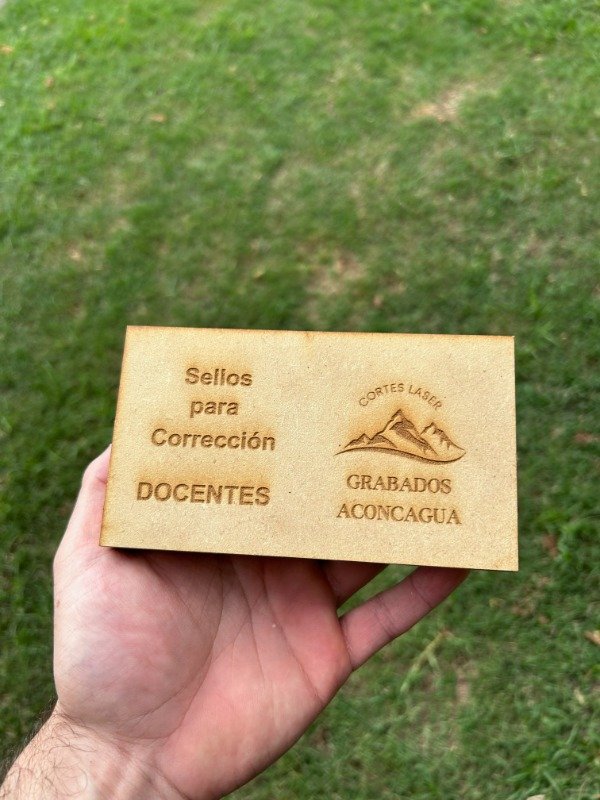 Sellos
para
Corrección
DOCENTES
CORTES LASER
GRABADOS
ACONCAGUA